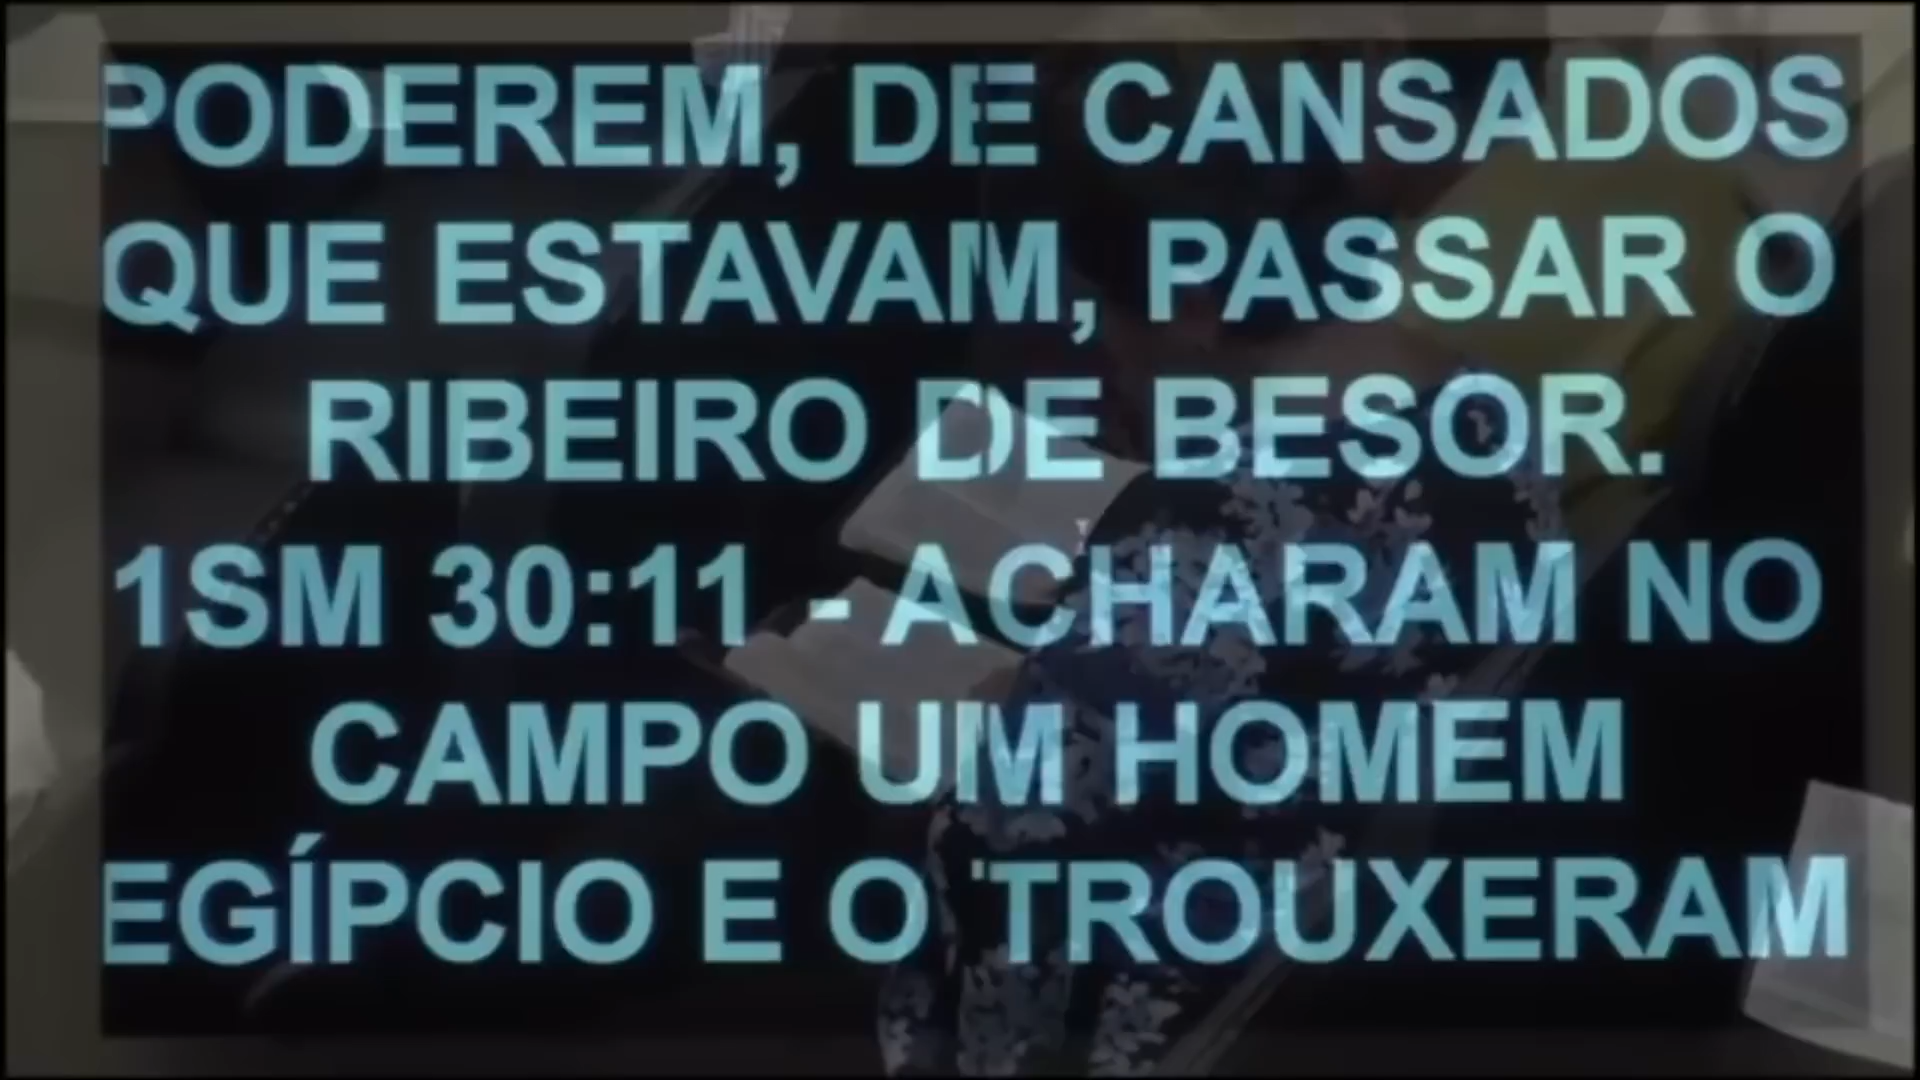 PODEREM, DE CANSADOS
QUE ESTAVAM, PASSAR O
RIBEIRO DE BESOR.
1SM 30:11 - ACHARAM NO
CAMPO UM HOMEM
EGÍPCIO E O TROUXERAM